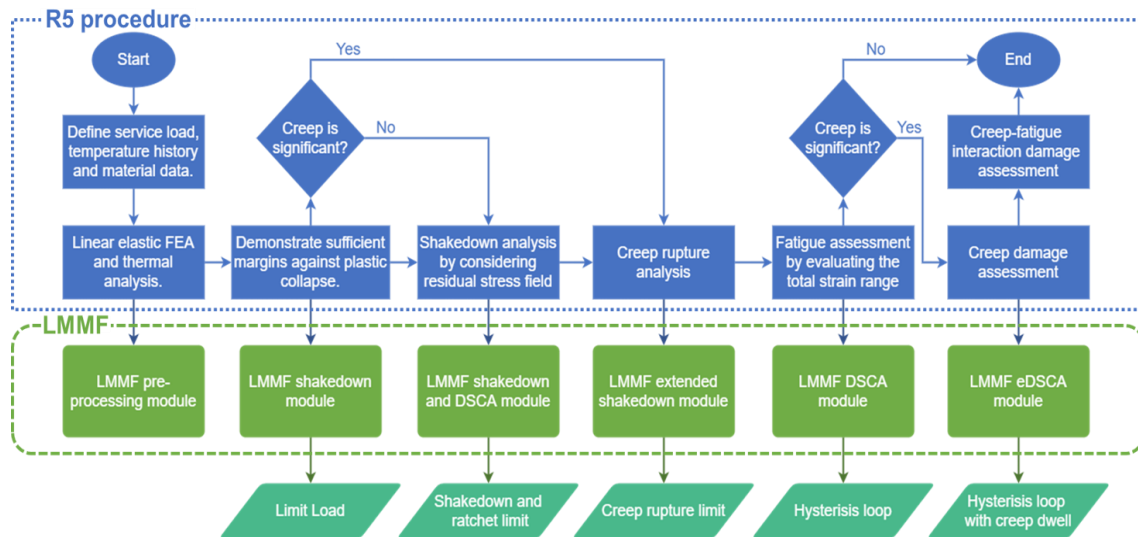 R5 procedure
Start
Yes
No
End
Define service load,
temperature history
and material data.
Creep is
significant?
No
Creep is
significant?
Yes
Creep-fatigue
interaction damage
assessment
Linear elastic FEA
and thermal
analysis.
Demonstrate sufficient
margins against plastic
collapse.
Shakedown analysis
by considering
residual stress field
Creep rupture
analysis
Fatigue assessment
by evaluating the
total strain range
Creep damage
assessment
LMMF
LMMF pre-
processing module
LMMF shakedown
module
LMMF shakedown
and DSCA module
LMMF extended
shakedown module
LMMF DSCA
module
LMMF eDSCA
module
Limit Load
Shakedown and
ratchet limit
Creep rupture limit
Hysterisis loop
Hysterisis loop
with creep dwell